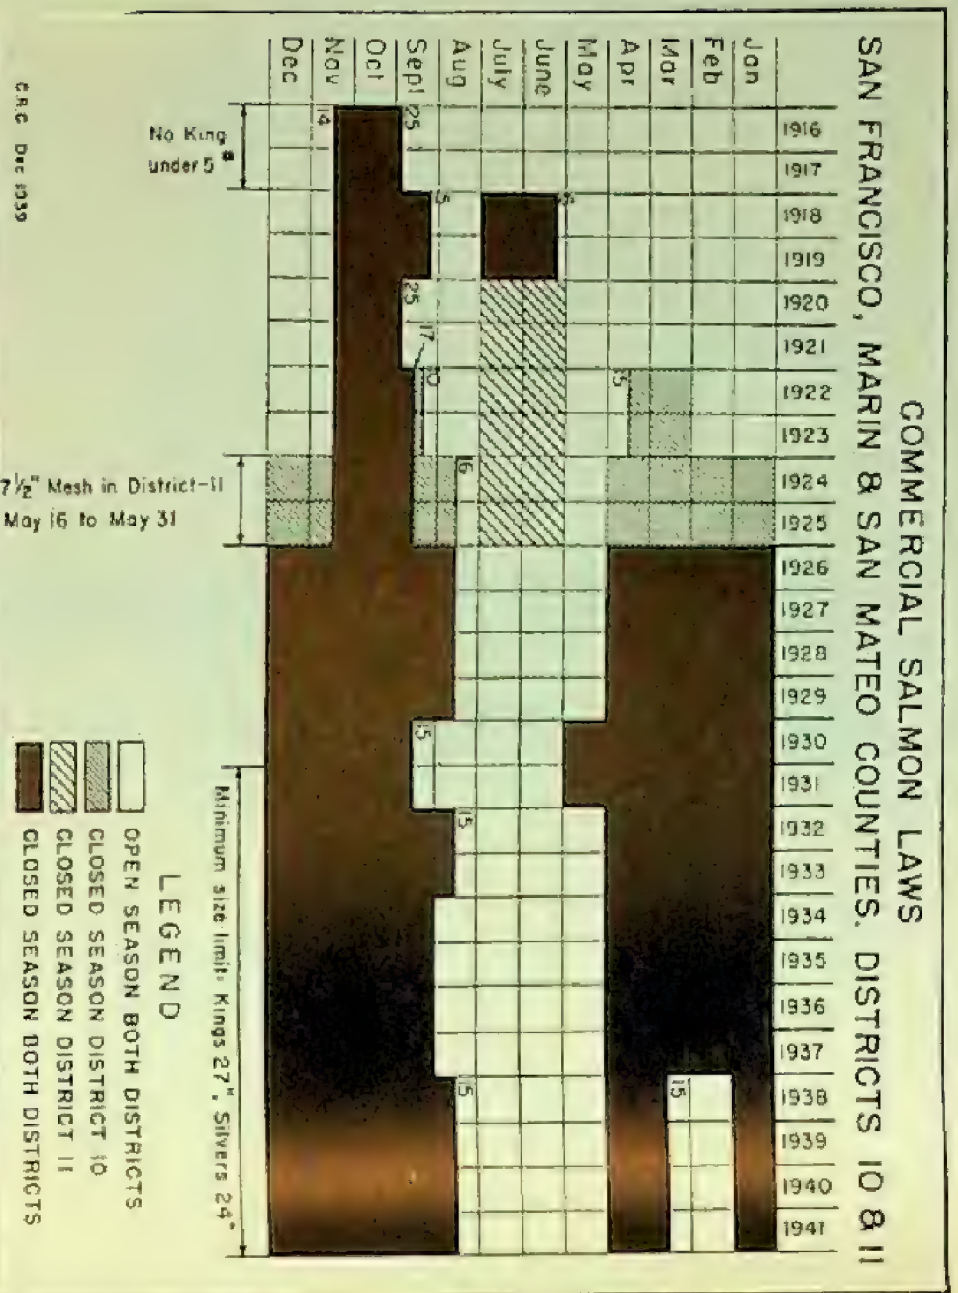 COMMERCIAL SALMON LAWS
SAN FRANCISCO, MARIN & SAN MATEO COUNTIES. DISTRICTS 10 & 11
1916
1917
1918
1919
1920
1921
1922
1923
1924
1925
1926
1927
1928
1929
1930
1931
1932
1933
1934
1935
1936
1937
1938
1939
1940
1941
Jan
Feb
Mar
Apr
May
June
July
Aug
Sept
Oct
Nov
Dec
15
15
6
15
15
15
10
17
25
25
14
No King
under 5#
7½" Mesh in District-11
May 16 to May 31
Minimum size limit: Kings 27", Silvers 24"
LEGEND
OPEN SEASON BOTH DISTRICTS
CLOSED SEASON DISTRICT 10
CLOSED SEASON DISTRICT 11
CLOSED SEASON BOTH DISTRICTS
Dec 1939